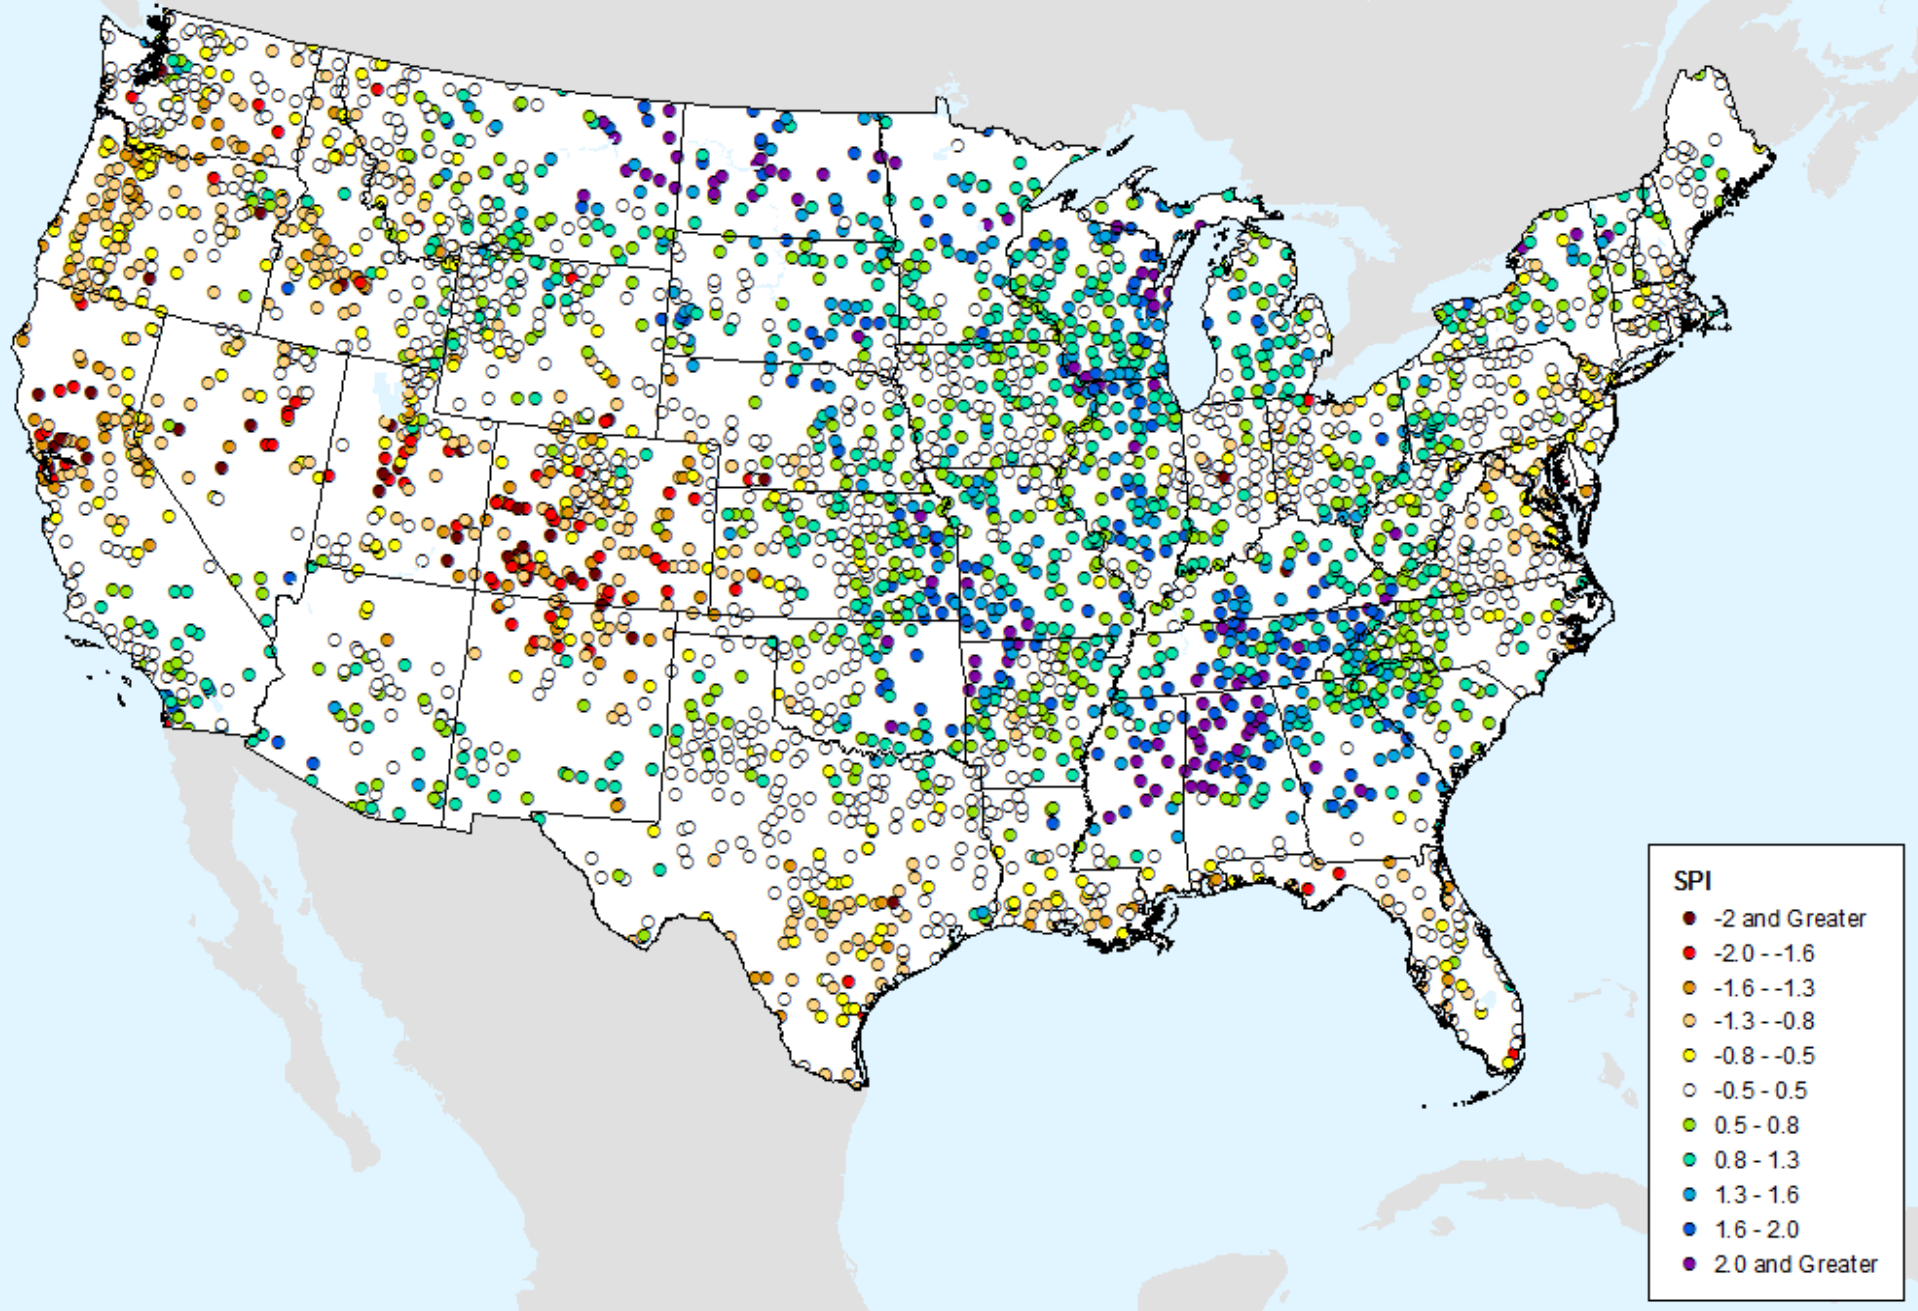 SPI
-2 and Greater
-2.0 - -1.6
-1.6 - -1.3
-1.3 - -0.8
-0.8 - -0.5
-0.5 - 0.5
0.5 - 0.8
0.8 - 1.3
1.3 - 1.6
1.6 - 2.0
2.0 and Greater